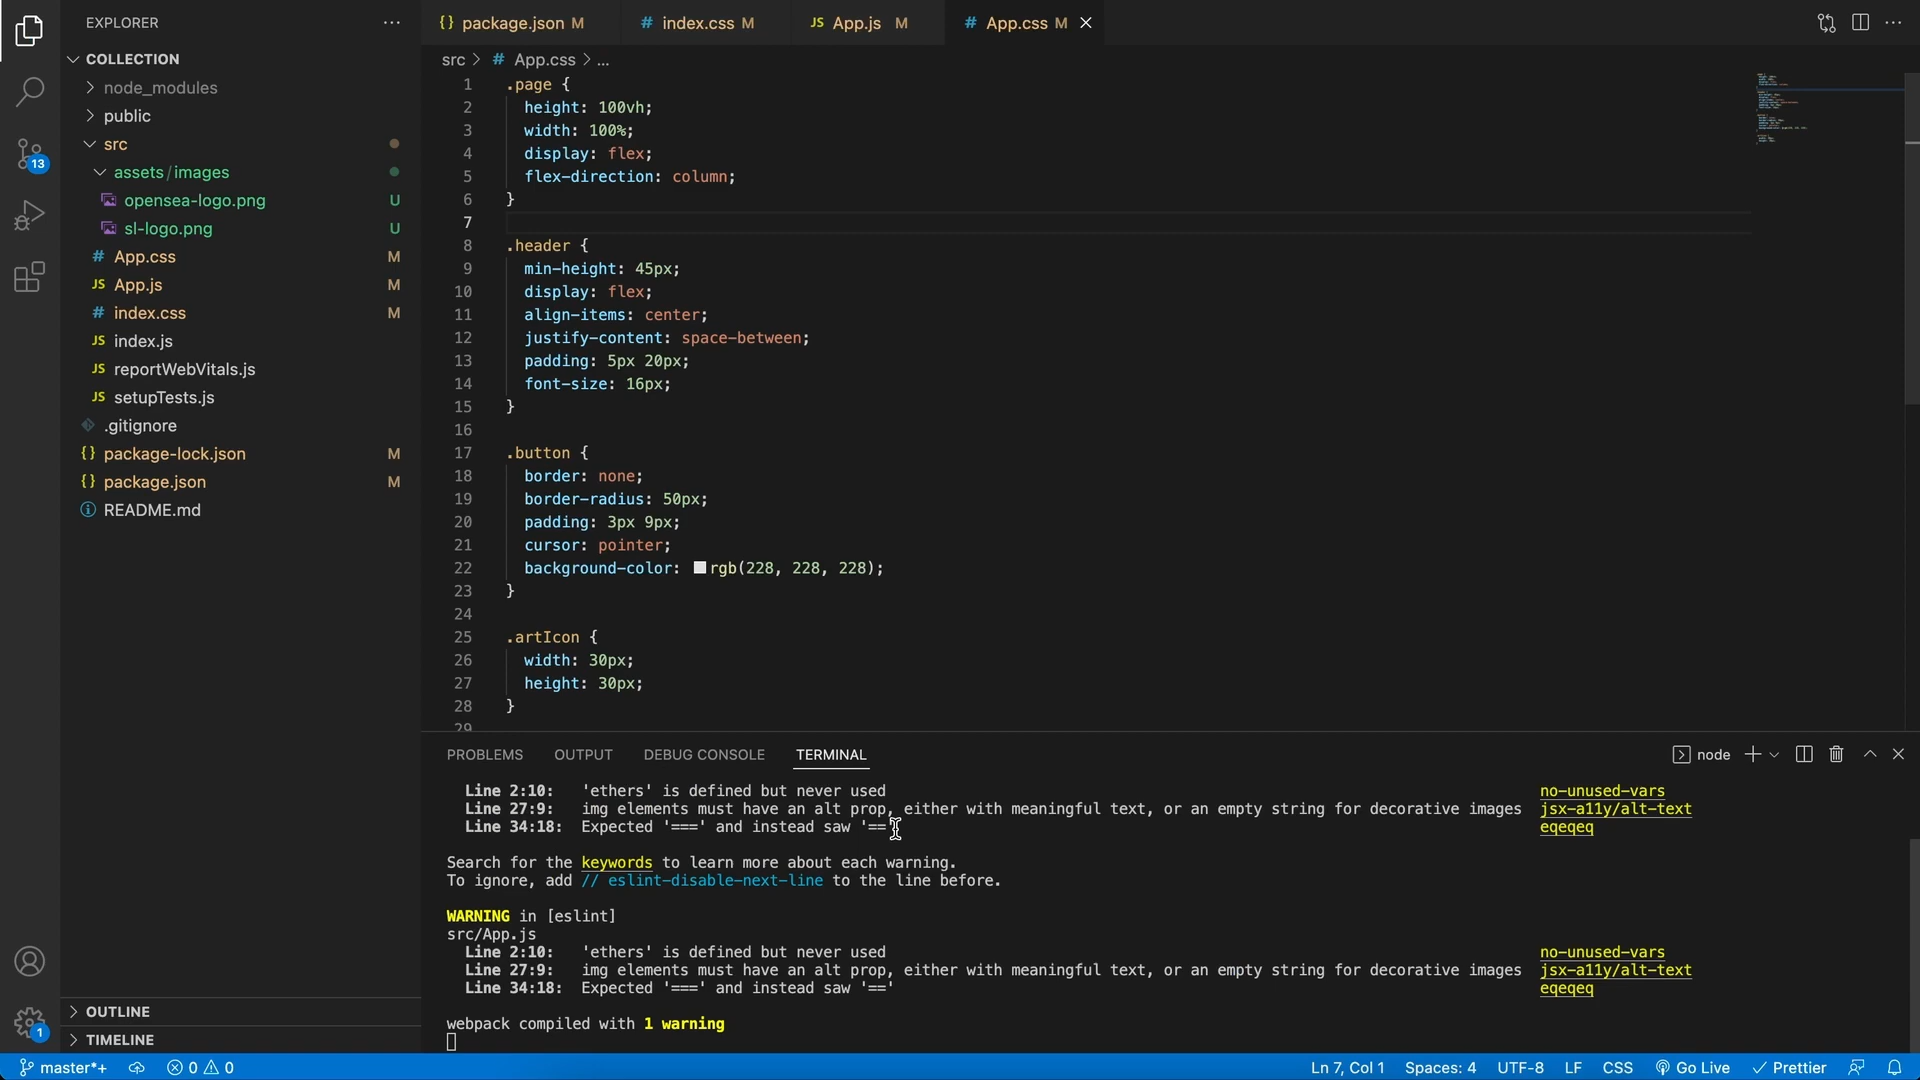 EXPLORER
COLLECTION
node_modules
public
src
assets/images
opensea-logo.png U
sl-logo.png U
App.css M
JS App.js M
index.css M
JS index.js
JS reportWebVitals.js
JS setupTests.js
.gitignore
{} package-lock.json M
{} package.json M
README.md
OUTLINE
TIMELINE
13
1
{} package.json M
# index.css M
JS App.js M
# App.css M
src > # App.css > ...
1 .page {
2 height: 100vh;
3 width: 100%;
4 display: flex;
5 flex-direction: column;
6 }
7
8 .header {
9 min-height: 45px;
10 display: flex;
11 align-items: center;
12 justify-content: space-between;
13 padding: 5px 20px;
14 font-size: 16px;
15 }
16
17 .button {
18 border: none;
19 border-radius: 50px;
20 padding: 3px 9px;
21 cursor: pointer;
22 background-color: rgb(228, 228, 228);
23 }
24
25 .artIcon {
26 width: 30px;
27 height: 30px;
28 }
29
PROBLEMS OUTPUT DEBUG CONSOLE TERMINAL node
Line 2:10: 'ethers' is defined but never used no-unused-vars
Line 27:9: img elements must have an alt prop, either with meaningful text, or an empty string for decorative images jsx-a11y/alt-text
Line 34:18: Expected '===' and instead saw '==' eqeqeq
Search for the keywords to learn more about each warning.
To ignore, add // eslint-disable-next-line to the line before.
WARNING in [eslint]
src/App.js
Line 2:10: 'ethers' is defined but never used no-unused-vars
Line 27:9: img elements must have an alt prop, either with meaningful text, or an empty string for decorative images jsx-a11y/alt-text
Line 34:18: Expected '===' and instead saw '==' eqeqeq
webpack compiled with 1 warning
master*+ 0 0 Ln 7, Col 1 Spaces: 4 UTF-8 LF CSS Go Live Prettier